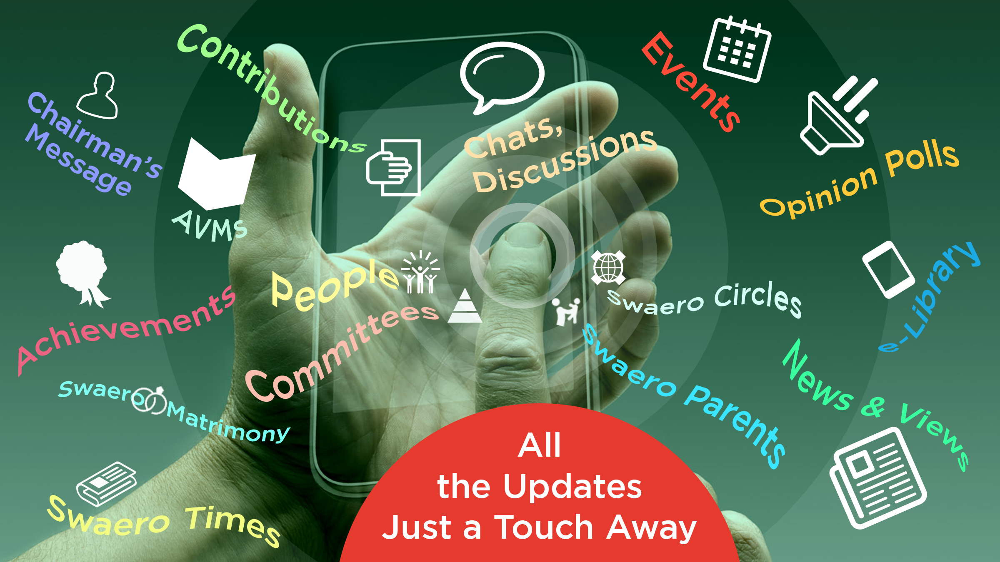 Contributions
Events
Chairman's
Message
Chats,
Discussions
Opinion Polls
AVMs
People
Achievements
Committees
Swaero Circles
e-Library
Swaero Parents
News & Views
Swaero Matrimony
Swaero Times
All
the Updates
Just a Touch Away